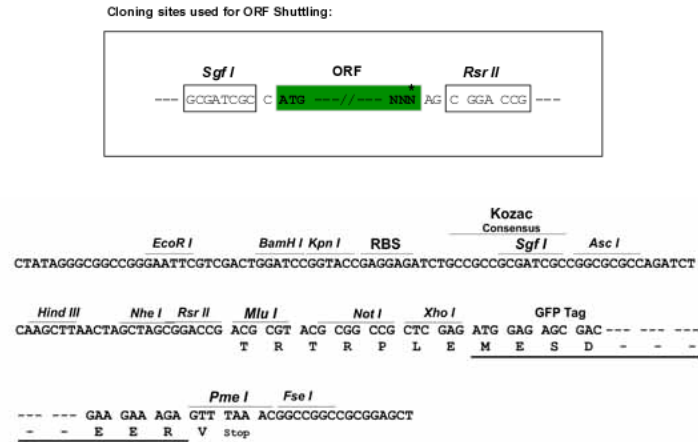 Cloning sites used for ORF Shuttling:
Sgf I ORF Rsr II
--- GCGATCGC C ATG ---//--- NNN* AG C GGA CCG ---
Kozac
Consensus
EcoR I BamH I Kpn I RBS Sgf I Asc I
CTATAGGGCGGCCGGGAATTCGTCGACTGGATCCGGTACCGAGGAGATCTGCCGCCGCGATCGCCGGCGCGCCAGATCT
Hind III Nhe I Rsr II Mlu I Not I Xho I GFP Tag
CAAGCTTAACTAGCTAGCGGACCG ACG CGT ACG CGG CCG CTC GAG ATG GAG AGC GAC--- --- ---
T R T R P L E M E S D - - -
Pme I Fse I
--- --- GAA GAA AGA GTT TAA ACGGCCGGCCGCGGAGCT
- - E E R V Stop